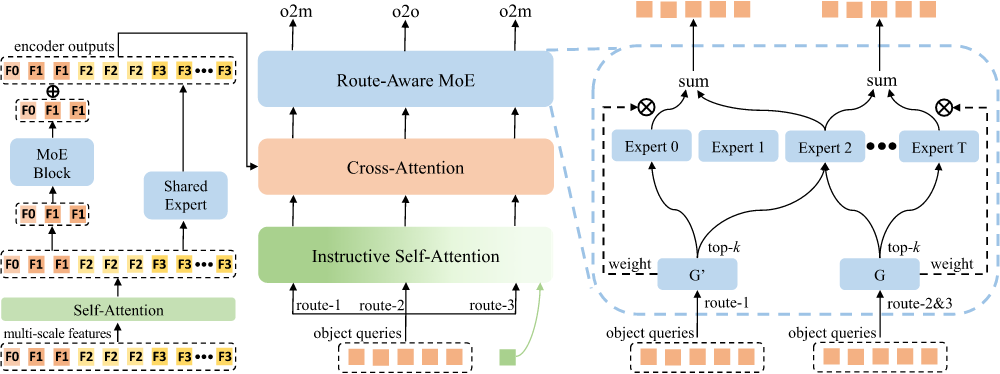 encoder outputs
F0 F1 F1 F2 F2 F2 F3 F3 ••• F3
F0 F1 F1
MoE
Block
Shared
Expert
F0 F1 F1
F0 F1 F1 F2 F2 F2 F3 F3 ••• F3
Self-Attention
multi-scale features
F0 F1 F1 F2 F2 F2 F3 F3 ••• F3
o2m o2o o2m
Route-Aware MoE
Cross-Attention
Instructive Self-Attention
route-1 route-2 route-3
object queries
sum sum
Expert 0 Expert 1 Expert 2 ••• Expert T
top-k top-k
weight G' G weight
route-1 route-2&3
object queries object queries